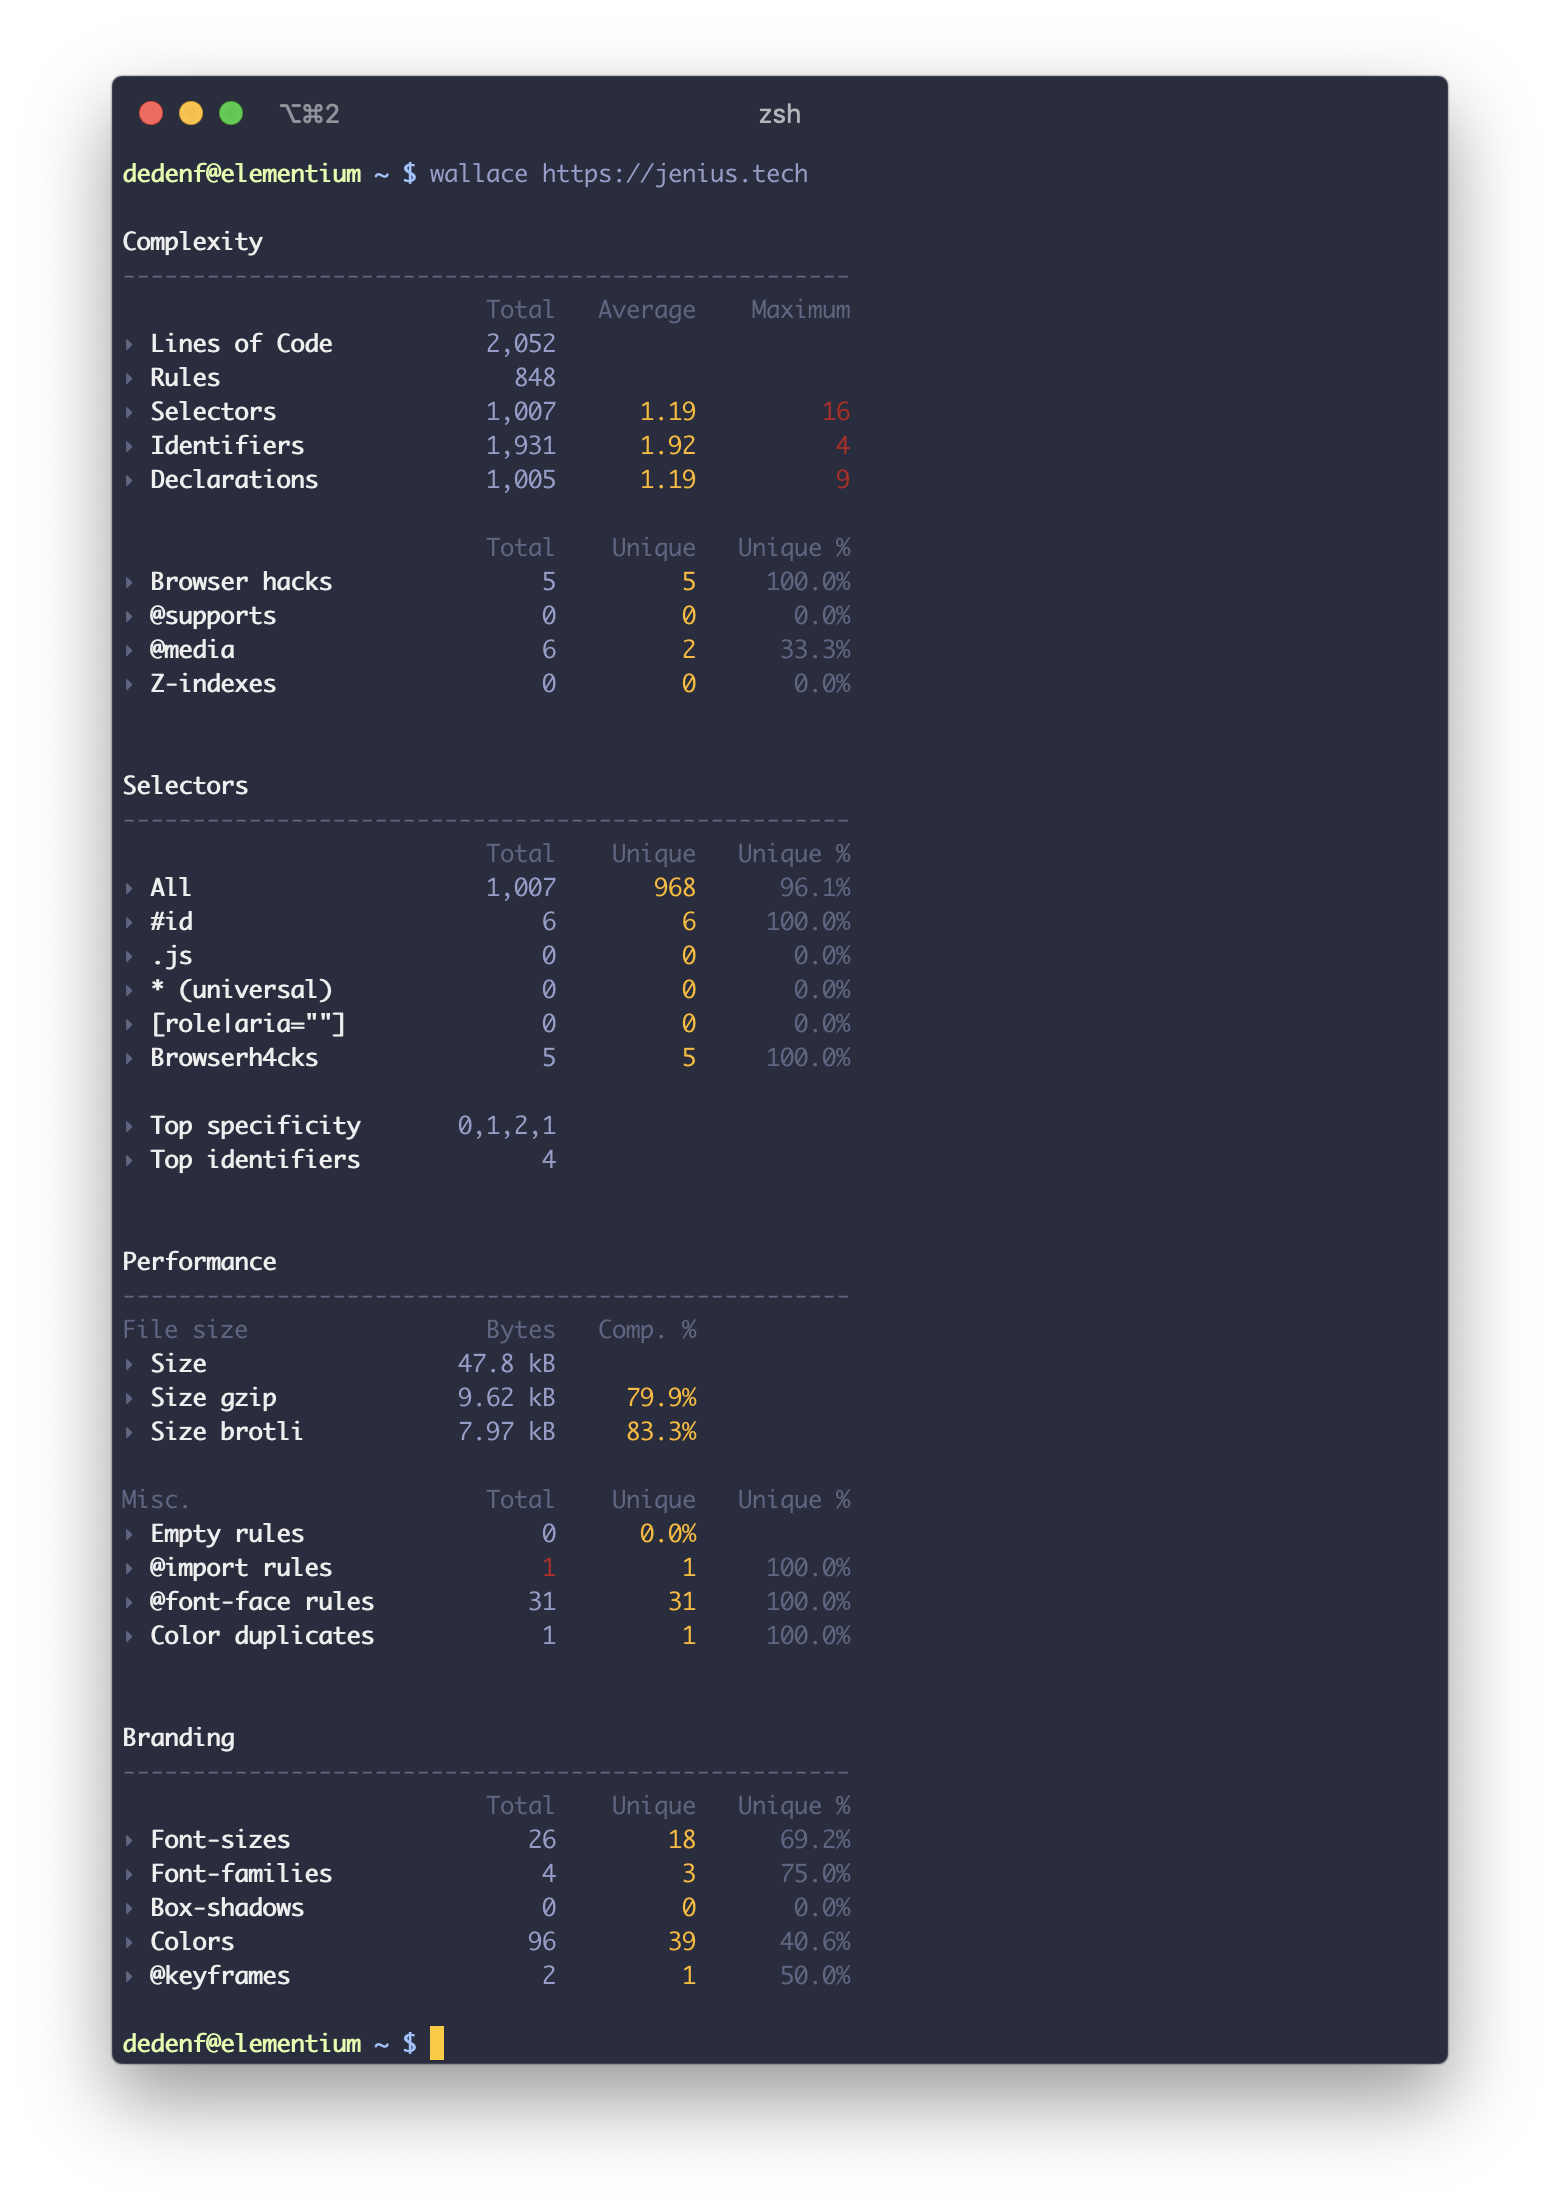 ⌥⌘2 zsh
dedenf@elementium ~ $ wallace https://jenius.tech
Complexity
----------------------------------------------------
Total Average Maximum
▸ Lines of Code 2,052
▸ Rules 848
▸ Selectors 1,007 1.19 16
▸ Identifiers 1,931 1.92 4
▸ Declarations 1,005 1.19 9
Total Unique Unique %
▸ Browser hacks 5 5 100.0%
▸ @supports 0 0 0.0%
▸ @media 6 2 33.3%
▸ Z-indexes 0 0 0.0%
Selectors
----------------------------------------------------
Total Unique Unique %
▸ All 1,007 968 96.1%
▸ #id 6 6 100.0%
▸ .js 0 0 0.0%
▸ * (universal) 0 0 0.0%
▸ [role|aria=""] 0 0 0.0%
▸ Browserh4cks 5 5 100.0%
▸ Top specificity 0,1,2,1
▸ Top identifiers 4
Performance
----------------------------------------------------
File size Bytes Comp. %
▸ Size 47.8 kB
▸ Size gzip 9.62 kB 79.9%
▸ Size brotli 7.97 kB 83.3%
Misc. Total Unique Unique %
▸ Empty rules 0 0.0%
▸ @import rules 1 1 100.0%
▸ @font-face rules 31 31 100.0%
▸ Color duplicates 1 1 100.0%
Branding
----------------------------------------------------
Total Unique Unique %
▸ Font-sizes 26 18 69.2%
▸ Font-families 4 3 75.0%
▸ Box-shadows 0 0 0.0%
▸ Colors 96 39 40.6%
▸ @keyframes 2 1 50.0%
dedenf@elementium ~ $